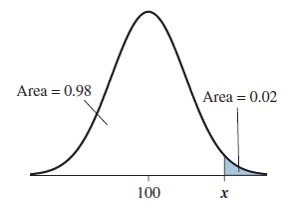 Area = 0.98
Area = 0.02
100
x